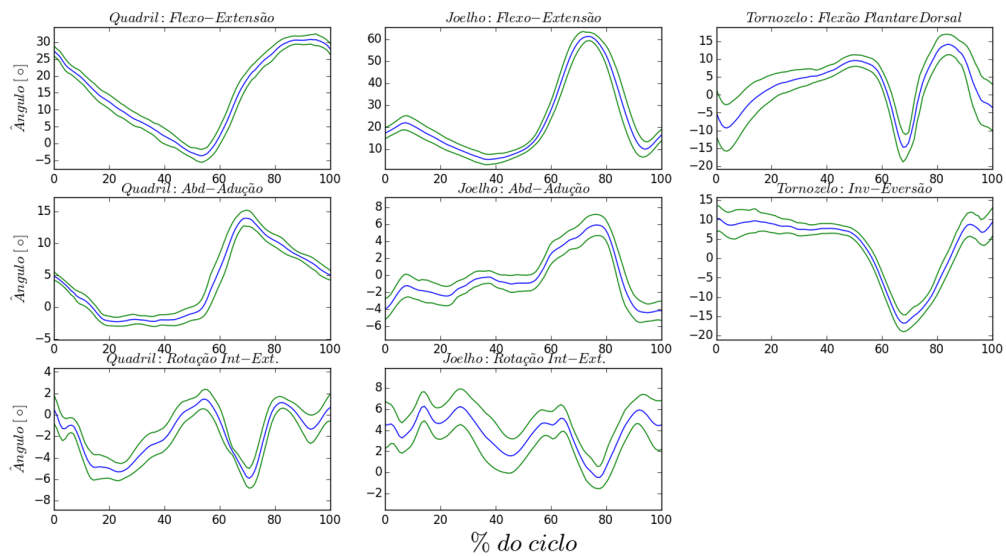 Quadril: Flexo−Extensão
Joelho: Flexo−Extensão
Tornozelo: Flexão PlantareDorsal
Ângulo [∘]
30
25
20
15
10
5
0
−5
0 20 40 60 80 100
60
50
40
30
20
10
0 20 40 60 80 100
15
10
5
0
−5
−10
−15
−20
0 20 40 60 80 100
Quadril: Abd−Adução
Joelho: Abd−Adução
Tornozelo: Inv−Eversão
Ângulo [∘]
15
10
5
0
−5
0 20 40 60 80 100
8
6
4
2
0
−2
−4
−6
0 20 40 60 80 100
15
10
5
0
−5
−10
−15
−20
0 20 40 60 80 100
Quadril: Rotação Int−Ext.
Joelho: Rotação Int−Ext.
Ângulo [∘]
4
2
0
−2
−4
−6
−8
0 20 40 60 80 100
8
6
4
2
0
−2
0 20 40 60 80 100
% do ciclo